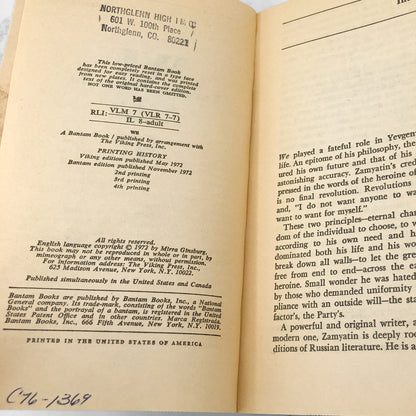 NORTHGLENN HIGH
601 W. 100th Place
Northglenn, CO. 80221
This low-priced Bantam Book
has been completely reset in a type face
designed for easy reading, and was printed
from new plates. It contains the complete
text of the original hard-cover edition.
NOT ONE WORD HAS BEEN OMITTED.
RLI: VLM 7 (VLR 7-7)
IL 8-adult
WE
A Bantam Book / published by arrangement with
The Viking Press, Inc.
PRINTING HISTORY
Viking edition published May 1972
Bantam edition published November 1972
2nd printing
3rd printing
4th printing
All rights reserved.
English language copyright © 1972 by Mirra Ginsburg.
This book may not be reproduced in whole or in part, by
mimeograph or any other means, without permission.
For information address: The Viking Press, Inc.,
625 Madison Avenue, New York, N.Y. 10022.
Published simultaneously in the United States and Canada
Bantam Books are published by Bantam Books, Inc., a National
General company. Its trade-mark, consisting of the words "Bantam
Books" and the portrayal of a bantam, is registered in the United
States Patent Office and in other countries. Marca Registrada.
Bantam Books, Inc., 666 Fifth Avenue, New York, N.Y. 10019.
PRINTED IN THE UNITED STATES OF AMERICA
C76-1369
We played a fateful role in Yevgen
life. An epitome of his philosophy, the
ured his own future and that of his
astonishing accuracy. Zamyatin's
pressed in the words of the heroine of
is no final revolution. Revolutions
and, "I do not want anyone to wan
want to want for myself."
These two principles—eternal chan
dom of the individual to choose, to w
according to his own need and h
dominated both his life and his wo
break down all walls—to let the gre
free from end to end—across the ea
eternal. Small wonder he was hated
by those who demanded uniformity
pliance with an outside will—the sta
factor's, the Party's.
A powerful and original writer, a
modern one, Zamyatin is deeply roo
ditions of Russian literature. He is a